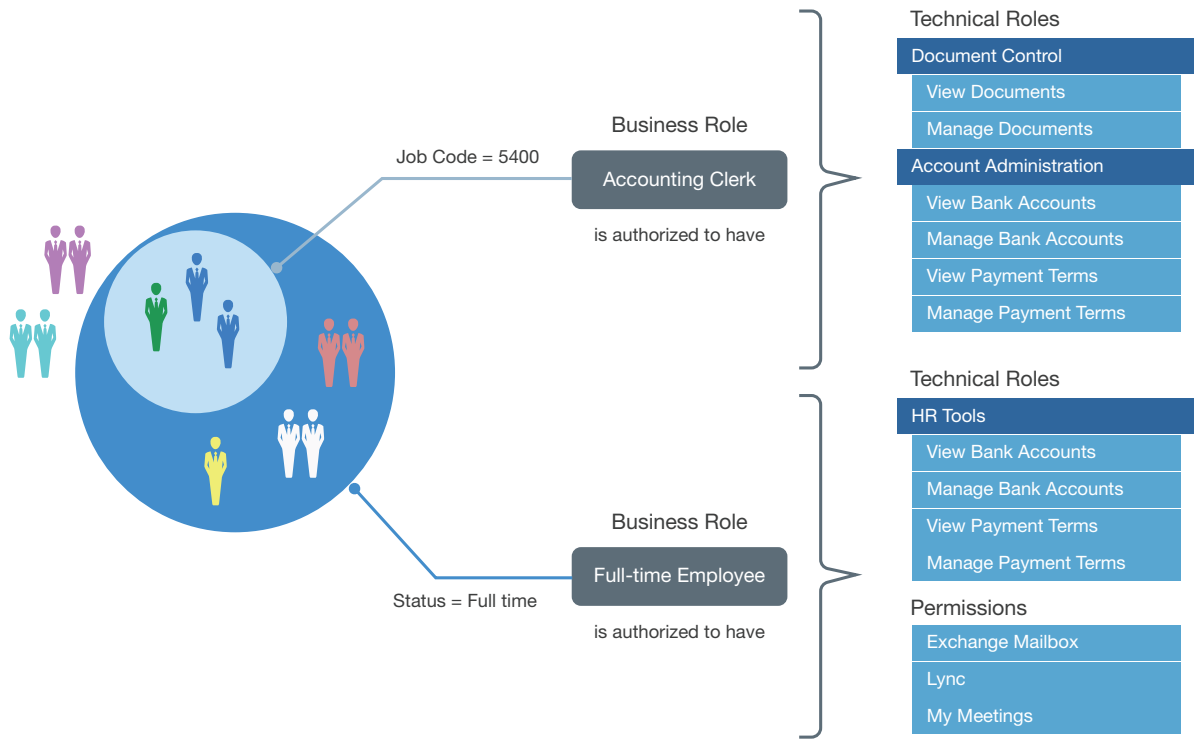 Technical Roles
Document Control
View Documents
Manage Documents
Account Administration
View Bank Accounts
Manage Bank Accounts
View Payment Terms
Manage Payment Terms
Business Role
Job Code = 5400
Accounting Clerk
is authorized to have
Technical Roles
HR Tools
View Bank Accounts
Manage Bank Accounts
View Payment Terms
Manage Payment Terms
Permissions
Exchange Mailbox
Lync
My Meetings
Business Role
Full-time Employee
Status = Full time
is authorized to have